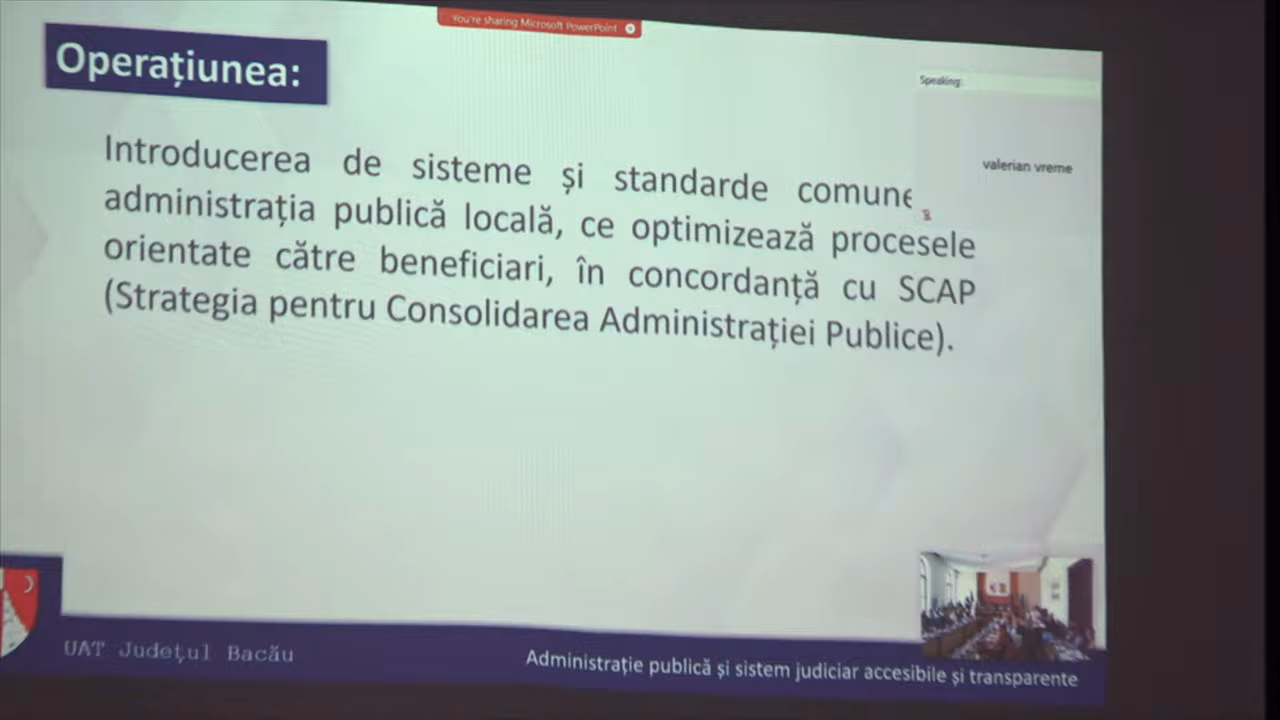 You're sharing Microsoft PowerPoint
Operațiunea:
Speaking:
valerian vreme
Introducerea de sisteme și standarde comune
administrația publică locală, ce optimizează procesele
orientate către beneficiari, în concordanță cu SCAP
(Strategia pentru Consolidarea Administrației Publice).
UAT Județul Bacău
Administrație publică și sistem judiciar accesibile și transparente